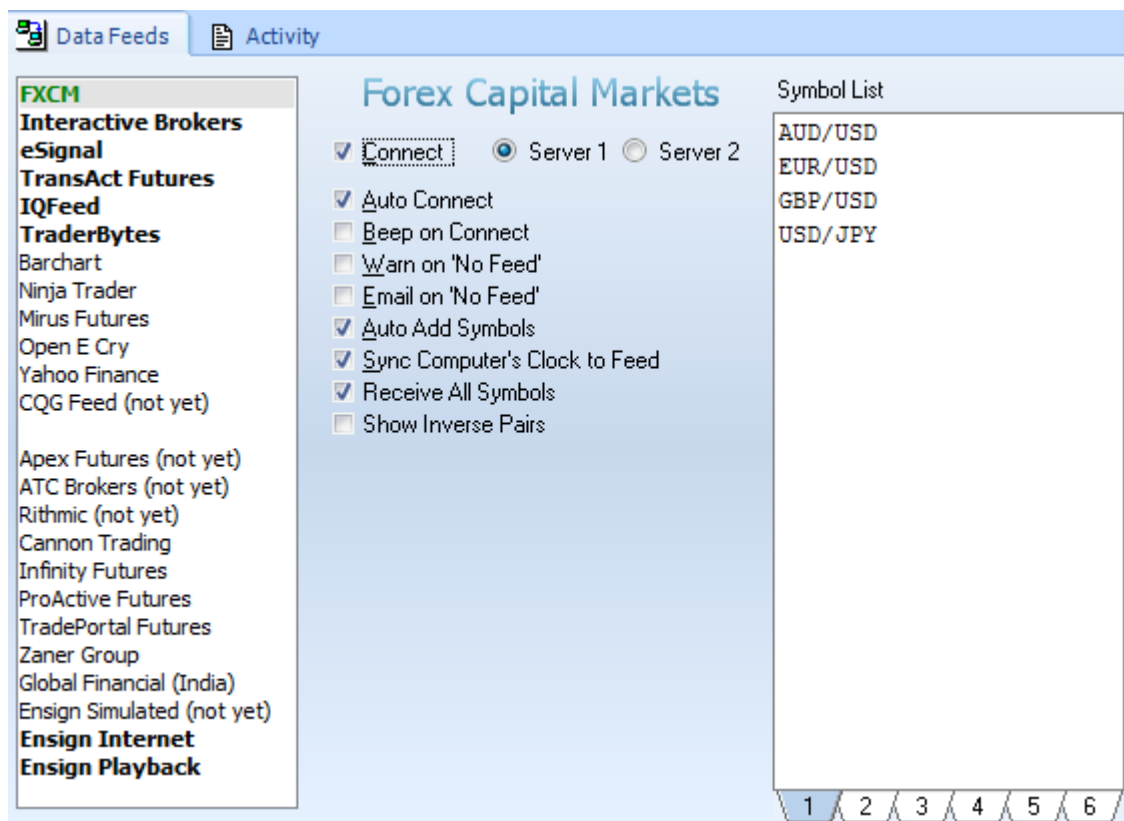 Data Feeds Activity
FXCM
Interactive Brokers
eSignal
TransAct Futures
IQFeed
TraderBytes
Barchart
Ninja Trader
Mirus Futures
Open E Cry
Yahoo Finance
CQG Feed (not yet)
Apex Futures (not yet)
ATC Brokers (not yet)
Rithmic (not yet)
Cannon Trading
Infinity Futures
ProActive Futures
TradePortal Futures
Zaner Group
Global Financial (India)
Ensign Simulated (not yet)
Ensign Internet
Ensign Playback
Forex Capital Markets
Connect Server 1 Server 2
Auto Connect
Beep on Connect
Warn on 'No Feed'
Email on 'No Feed'
Auto Add Symbols
Sync Computer's Clock to Feed
Receive All Symbols
Show Inverse Pairs
Symbol List
AUD/USD
EUR/USD
GBP/USD
USD/JPY
1 2 3 4 5 6